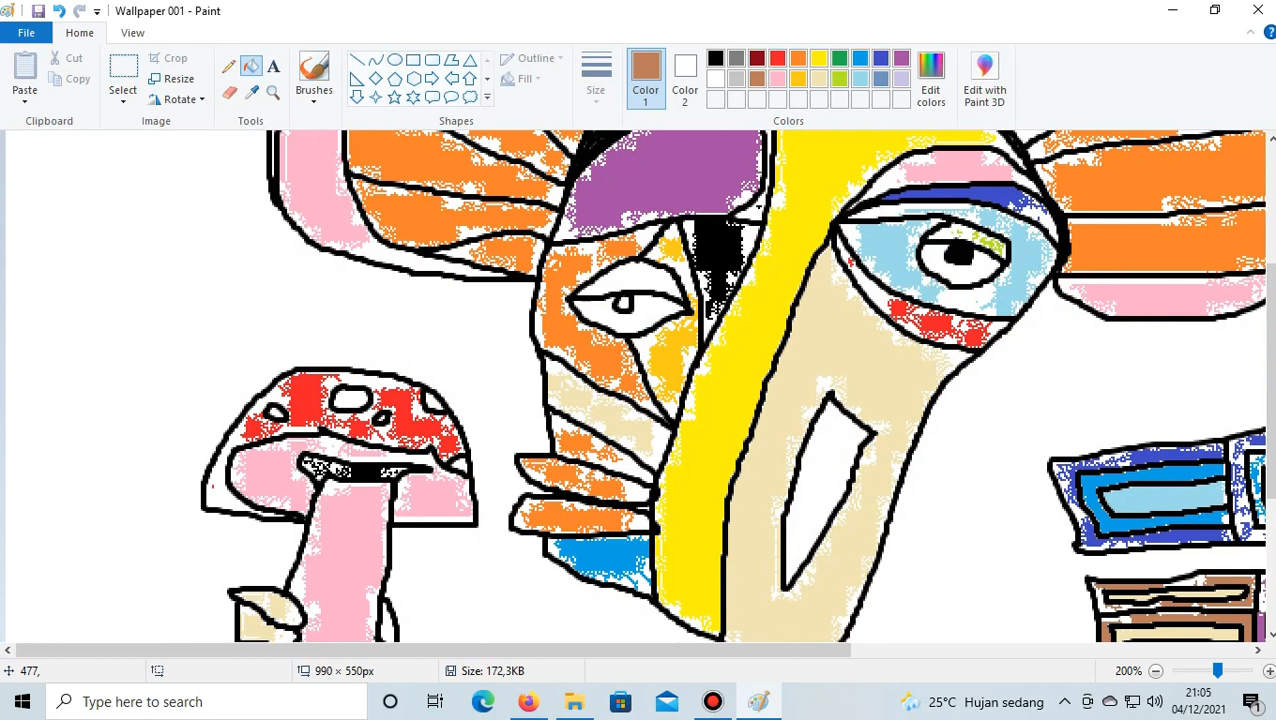 Wallpaper 001 - Paint
File Home View
Paste Cut Copy Clipboard
Select Crop Resize Rotate Image
Tools
Brushes
Outline Fill Shapes
Size
Color 1
Color 2
Edit colors
Colors
Edit with Paint 3D
477,
990 × 550px
Size: 172,3KB
200%
Type here to search
25°C Hujan sedang
21:05
04/12/2021